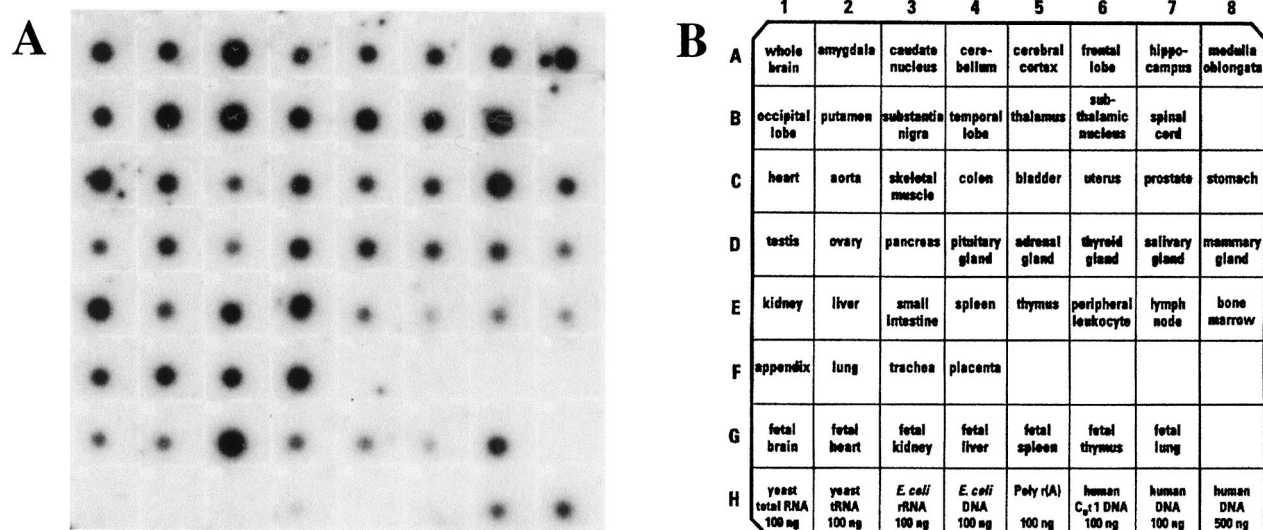 A
B
1 2 3 4 5 6 7 8
A
whole brain
amygdala
caudate nucleus
cere- bellum
cerebral cortex
frontal lobe
hippo- campus
medulla oblongata
B
occipital lobe
putamen
substantia nigra
temporal lobe
thalamus
sub- thalamic nucleus
spinal cord
C
heart
aorta
skeletal muscle
colon
bladder
uterus
prostate
stomach
D
testis
ovary
pancreas
pituitary gland
adrenal gland
thyroid gland
salivary gland
mammary gland
E
kidney
liver
small intestine
spleen
thymus
peripheral leukocyte
lymph node
bone marrow
F
appendix
lung
trachea
placenta
G
fetal brain
fetal heart
fetal kidney
fetal liver
fetal spleen
fetal thymus
fetal lung
H
yeast total RNA 100 ng
yeast tRNA 100 ng
E. coli rRNA 100 ng
E. coli DNA 100 ng
Poly r(A) 100 ng
human C₀t 1 DNA 100 ng
human DNA 100 ng
human DNA 500 ng